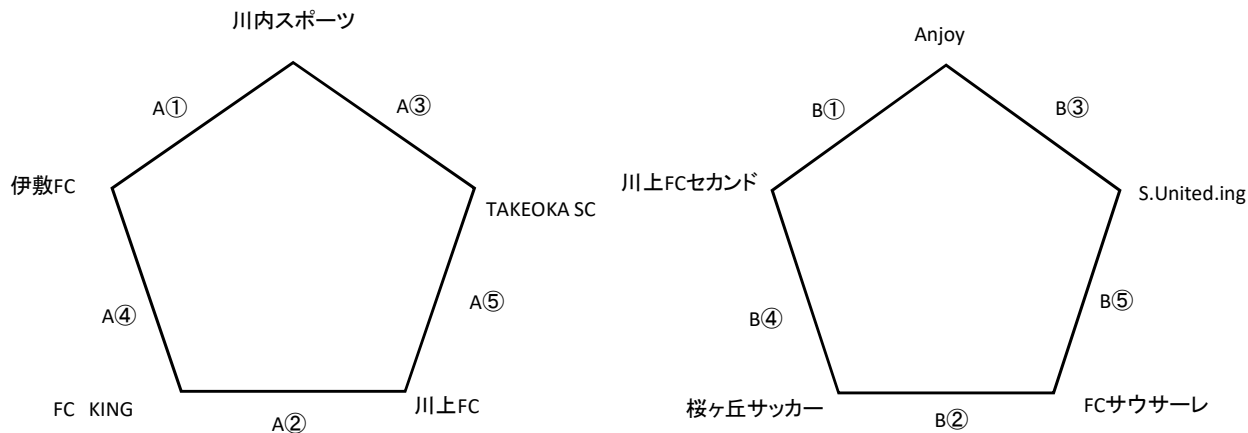 川内スポーツ
A①
A③
伊敷FC
TAKEOKA SC
A④
A⑤
FC　KING
A②
川上FC
Anjoy
B①
B③
川上FCセカンド
S.United.ing
B④
B⑤
桜ヶ丘サッカー
B②
FCサウサーレ